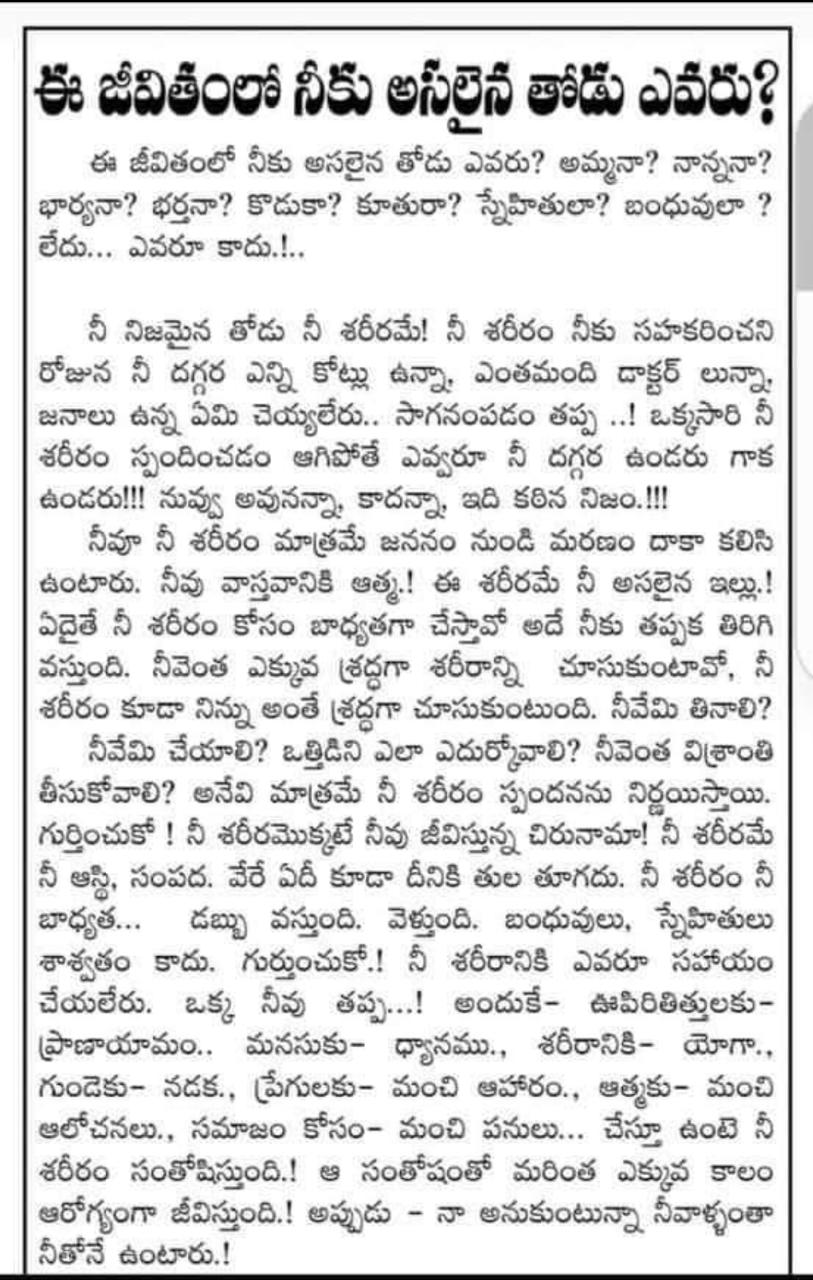 ఈ జీవితంలో నీకు అసలైన తోడు ఎవరు?
ఈ జీవితంలో నీకు అసలైన తోడు ఎవరు? అమ్మనా? నాన్ననా?
భార్యనా? భర్తనా? కొడుకా? కూతురా? స్నేహితులా? బంధువులా ?
లేదు... ఎవరూ కాదు.!..
నీ నిజమైన తోడు నీ శరీరమే! నీ శరీరం నీకు సహకరించని
రోజున నీ దగ్గర ఎన్ని కోట్లు ఉన్నా, ఎంతమంది డాక్టర్ లున్నా,
జనాలు ఉన్న ఏమి చెయ్యలేరు.. సాగనంపడం తప్ప ..! ఒక్కసారి నీ
శరీరం స్పందించడం ఆగిపోతే ఎవ్వరూ నీ దగ్గర ఉండరు గాక
ఉండరు!!! నువ్వు అవునన్నా, కాదన్నా, ఇది కఠిన నిజం.!!!
నీవూ నీ శరీరం మాత్రమే జననం నుండి మరణం దాకా కలిసి
ఉంటారు. నీవు వాస్తవానికి ఆత్మ.! ఈ శరీరమే నీ అసలైన ఇల్లు.!
ఏదైతే నీ శరీరం కోసం బాధ్యతగా చేస్తావో అదే నీకు తప్పక తిరిగి
వస్తుంది. నీవెంత ఎక్కువ శ్రద్ధగా శరీరాన్ని చూసుకుంటావో, నీ
శరీరం కూడా నిన్ను అంతే శ్రద్ధగా చూసుకుంటుంది. నీవేమి తినాలి?
నీవేమి చేయాలి? ఒత్తిడిని ఎలా ఎదుర్కోవాలి? నీవెంత విశ్రాంతి
తీసుకోవాలి? అనేవి మాత్రమే నీ శరీరం స్పందనను నిర్ణయిస్తాయి.
గుర్తించుకో ! నీ శరీరమొక్కటే నీవు జీవిస్తున్న చిరునామా! నీ శరీరమే
నీ ఆస్థి, సంపద. వేరే ఏదీ కూడా దీనికి తుల తూగదు. నీ శరీరం నీ
బాధ్యత... డబ్బు వస్తుంది. వెళ్తుంది. బంధువులు, స్నేహితులు
శాశ్వతం కాదు. గుర్తుంచుకో.! నీ శరీరానికి ఎవరూ సహాయం
చేయలేరు. ఒక్క నీవు తప్ప...! అందుకే– ఊపిరితిత్తులకు–
ప్రాణాయామం.. మనసుకు– ధ్యానము., శరీరానికి– యోగా.,
గుండెకు– నడక., ప్రేగులకు– మంచి ఆహారం., ఆత్మకు– మంచి
ఆలోచనలు., సమాజం కోసం– మంచి పనులు... చేస్తూ ఉంటె నీ
శరీరం సంతోషిస్తుంది.! ఆ సంతోషంతో మరింత ఎక్కువ కాలం
ఆరోగ్యంగా జీవిస్తుంది.! అప్పుడు – నా అనుకుంటున్నా నీవాళ్ళంతా
నీతోనే ఉంటారు.!